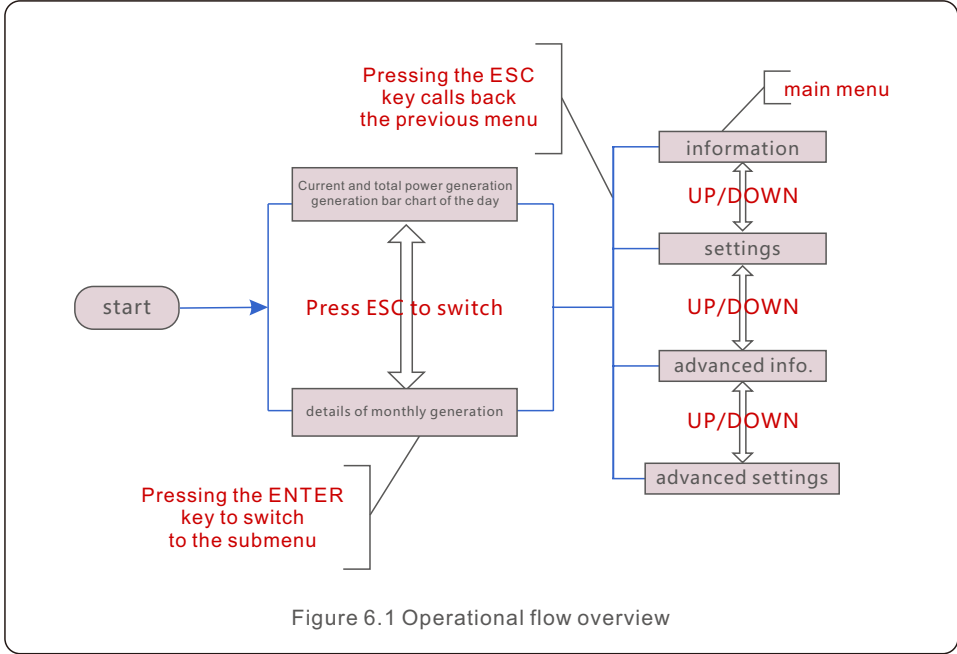 Pressing the ESC
key calls back
the previous menu
main menu
information
UP/DOWN
settings
UP/DOWN
advanced info.
UP/DOWN
advanced settings
Current and total power generation
generation bar chart of the day
start
Press ESC to switch
details of monthly generation
Pressing the ENTER
key to switch
to the submenu
Figure 6.1 Operational flow overview